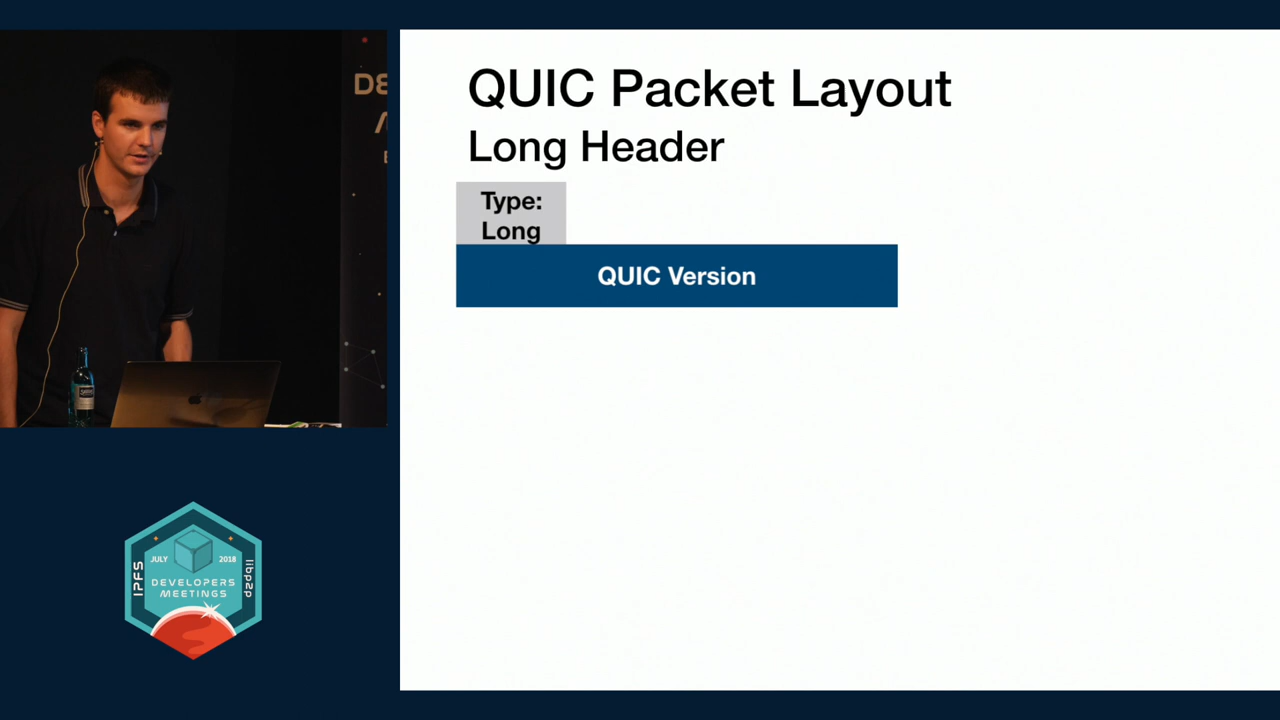 QUIC Packet Layout
Long Header
Type:
Long
QUIC Version
JULY
2018
IPFS
libp2p
DEVELOPERS
MEETINGS